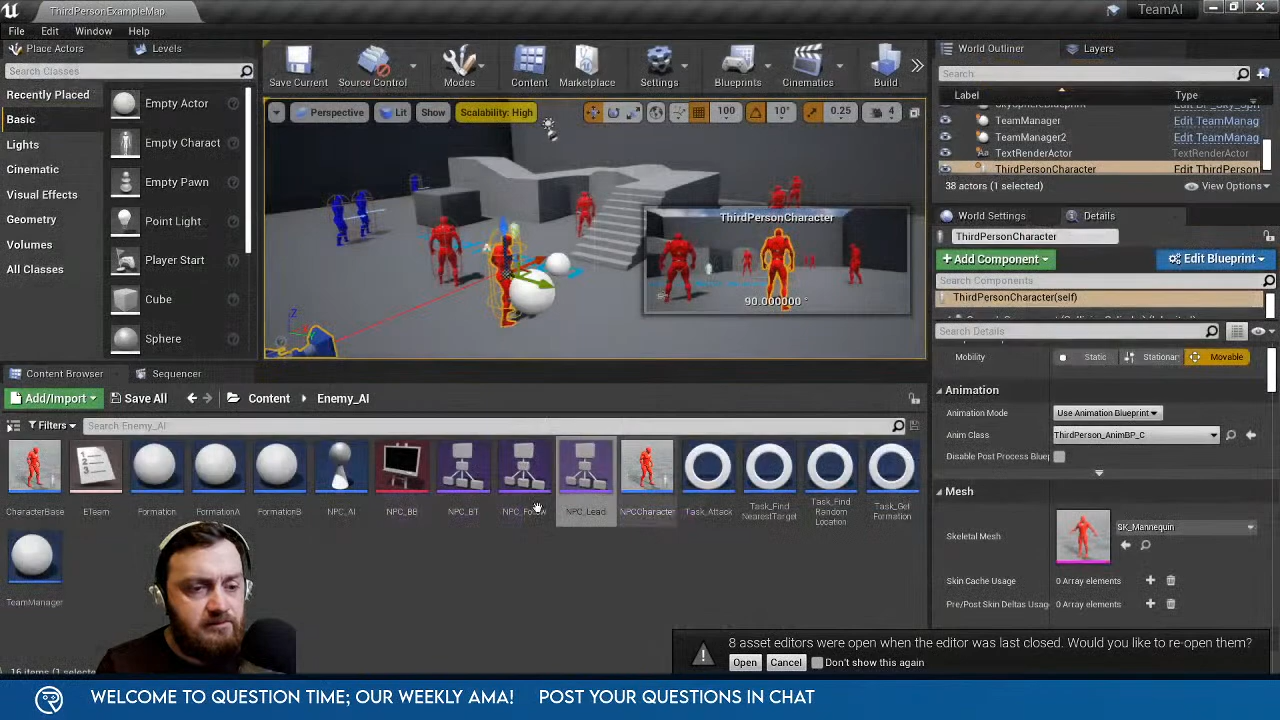 ThirdPersonExampleMap
TeamAI
File Edit Window Help
Place Actors Levels
Search Classes
Recently Placed
Basic
Lights
Cinematic
Visual Effects
Geometry
Volumes
All Classes
Empty Actor
Empty Charact
Empty Pawn
Point Light
Player Start
Cube
Sphere
Save Current Source Control Modes Content Marketplace Settings Blueprints Cinematics Build
Perspective Lit Show Scalability: High 100 10° 0.25 4
ThirdPersonCharacter
90.000000 °
World Outliner Layers
Search
Label Type
TeamManager Edit TeamManag
TeamManager2 Edit TeamManag
TextRenderActor TextRenderActor
ThirdPersonCharacter Edit ThirdPerson
38 actors (1 selected) View Options
World Settings Details
ThirdPersonCharacter
+ Add Component Edit Blueprint
Search Components
ThirdPersonCharacter(self)
Search Details
Mobility Static Stationar Movable
Animation
Animation Mode Use Animation Blueprint
Anim Class ThirdPerson_AnimBP_C
Disable Post Process Bluep
Mesh
Skeletal Mesh SK_Mannequin
Skin Cache Usage 0 Array elements
Pre/Post Skin Deltas Usag 0 Array elements
Content Browser Sequencer
Add/Import Save All Content Enemy_AI
Filters Search Enemy_AI
CharacterBase ETeam Formation FormationA FormationB NPC_AI NPC_BB NPC_BT NPC_Follow NPC_Lead NPCCharacter Task_Attack Task_Find NearestTarget Task_Find Random Location Task_Get Formation
TeamManager
8 asset editors were open when the editor was last closed. Would you like to re-open them?
Open Cancel Don't show this again
WELCOME TO QUESTION TIME; OUR WEEKLY AMA! POST YOUR QUESTIONS IN CHAT